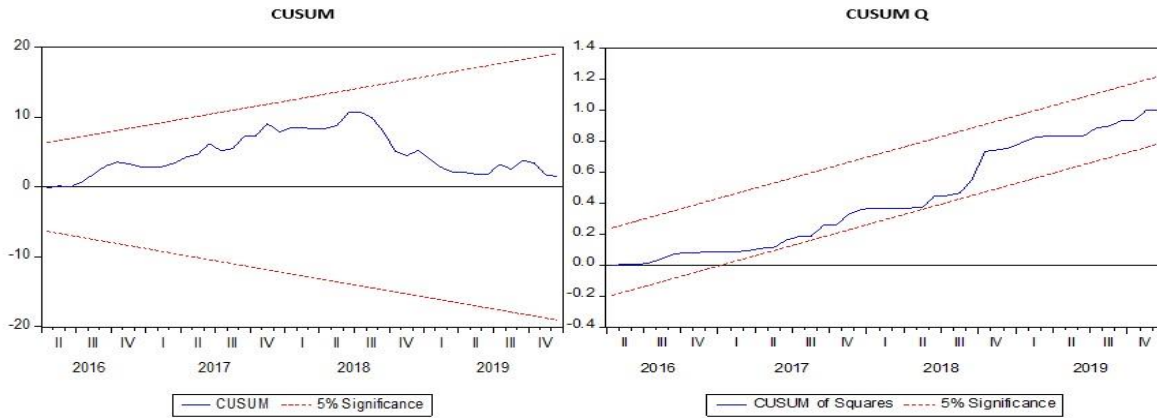 CUSUM
20
10
0
-10
-20
II III IV I II III IV I II III IV I II III IV
2016 2017 2018 2019
CUSUM 5% Significance
CUSUM Q
1.4
1.2
1.0
0.8
0.6
0.4
0.2
0.0
-0.2
-0.4
II III IV I II III IV I II III IV I II III IV
2016 2017 2018 2019
CUSUM of Squares 5% Significance